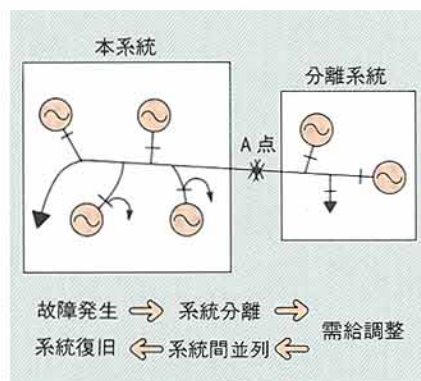 本系統
分離系統
A点
故障発生 ⇨ 系統分離 ⇨
需給調整
系統復旧 ⇦ 系統間並列 ⇦